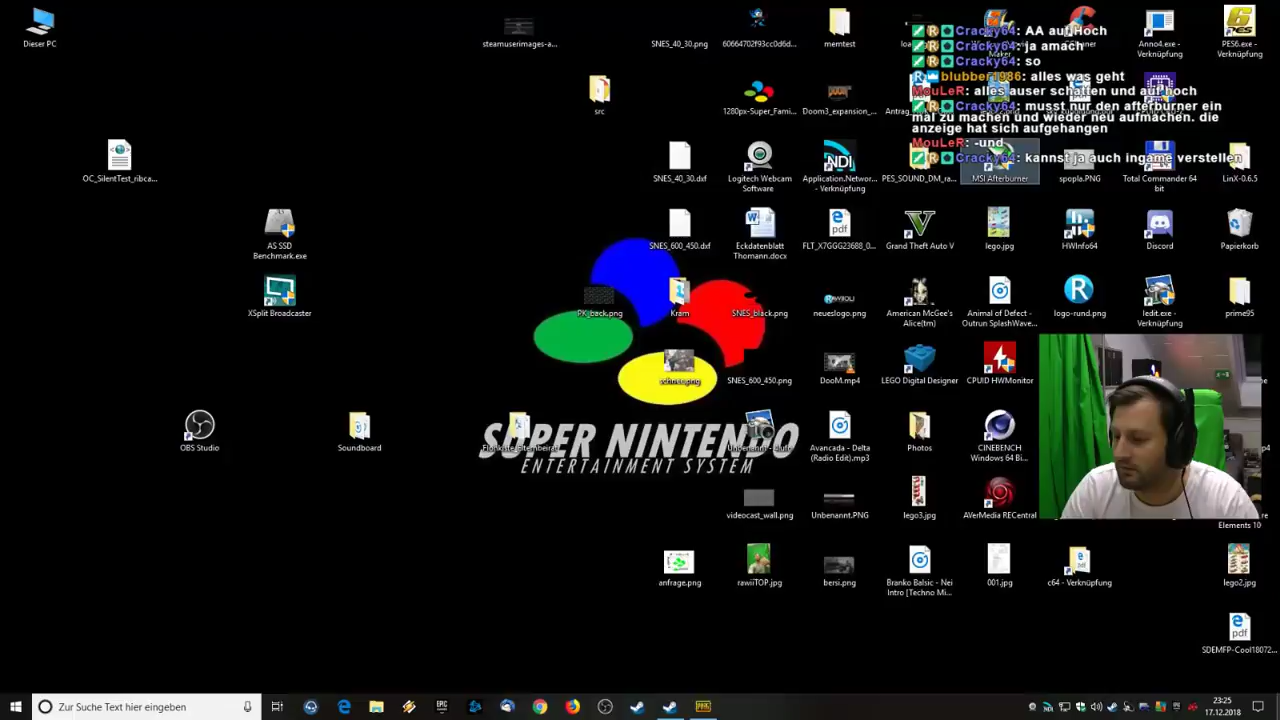 Dieser PC
steamuserimages-a...
SNES_40_30.png
60664702f93cc0d6d...
memtest
Anno4.exe -
Verknüpfung
PES6.exe -
Verknüpfung
Cracky64: AA auf Hoch
Cracky64: ja amach
Cracky64: so
blubber1986: alles was geht
MouLeR: alles auser schatten und auf hoch
Cracky64: musst nur den afterburner ein
mal zu machen und wieder neu aufmachen. die
anzeige hat sich aufgehangen
MouLeR: -und
Cracky64: kannst ja auch ingame verstellen
src
1280px-Super_Fami...
Doom3_expansion_...
OC_SilentTest_ribca...
SNES_40_30.dxf
Logitech Webcam
Software
Application.Networ...
- Verknüpfung
PES_SOUND_DM_ra...
MSI Afterburner
spopla.PNG
Total Commander 64
bit
LinX-0.6.5
AS SSD
Benchmark.exe
SNES_600_450.dxf
Eckdatenblatt
Thomann.docx
FLT_X7GGG23688_0...
Grand Theft Auto V
lego.jpg
HWInfo64
Discord
Papierkorb
XSplit Broadcaster
PK_back.png
Kram
SNES_black.png
neueslogo.png
American McGee's
Alice(tm)
Animal of Defect -
Outrun SplashWave...
logo-rund.png
ledit.exe -
Verknüpfung
prime95
schnee.png
SNES_600_450.png
DooM.mp4
LEGO Digital Designer
CPUID HWMonitor
OBS Studio
Soundboard
Avancada - Delta
(Radio Edit).mp3
Photos
CINEBENCH
Windows 64 Bi...
SUPER NINTENDO
ENTERTAINMENT SYSTEM
videocast_wall.png
Unbenannt.PNG
lego3.jpg
AVerMedia RECentral
Elements 10
anfrage.png
rawiiTOP.jpg
bersi.png
Branko Balsic - Nei
Intro [Techno Mi...
001.jpg
c64 - Verknüpfung
lego2.jpg
SDEMFP-Cool18072...
Zur Suche Text hier eingeben
23:25
17.12.2018